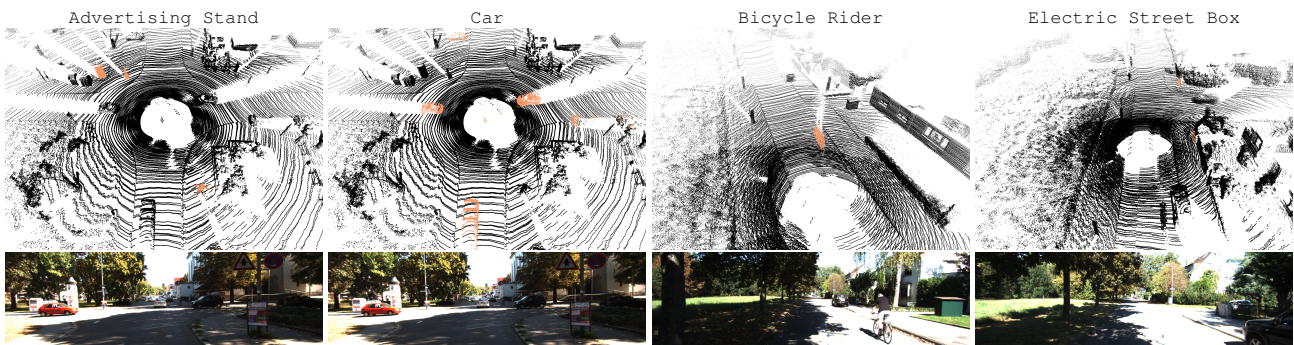 Advertising Stand
Car
Bicycle Rider
Electric Street Box